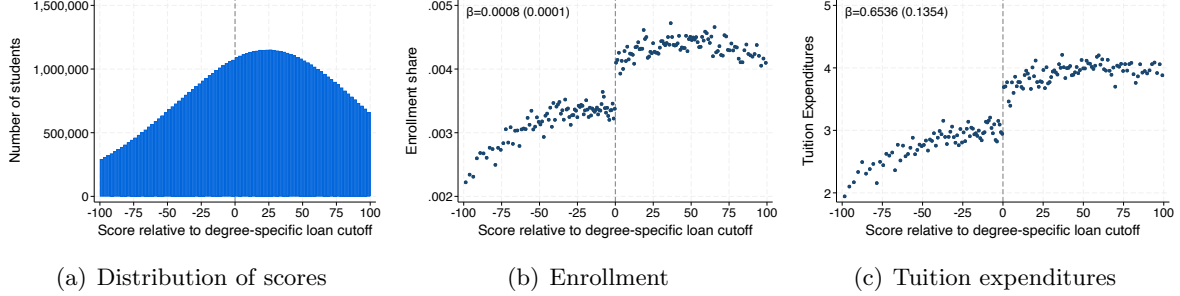 1,500,000
1,000,000
500,000
0
Number of students
-100 -75 -50 -25 0 25 50 75 100
Score relative to degree-specific loan cutoff
(a) Distribution of scores
β=0.0008 (0.0001)
.005
.004
.003
.002
Enrollment share
-100 -75 -50 -25 0 25 50 75 100
Score relative to degree-specific loan cutoff
(b) Enrollment
β=0.6536 (0.1354)
5
4
3
2
Tuition Expenditures
-100 -75 -50 -25 0 25 50 75 100
Score relative to degree-specific loan cutoff
(c) Tuition expenditures